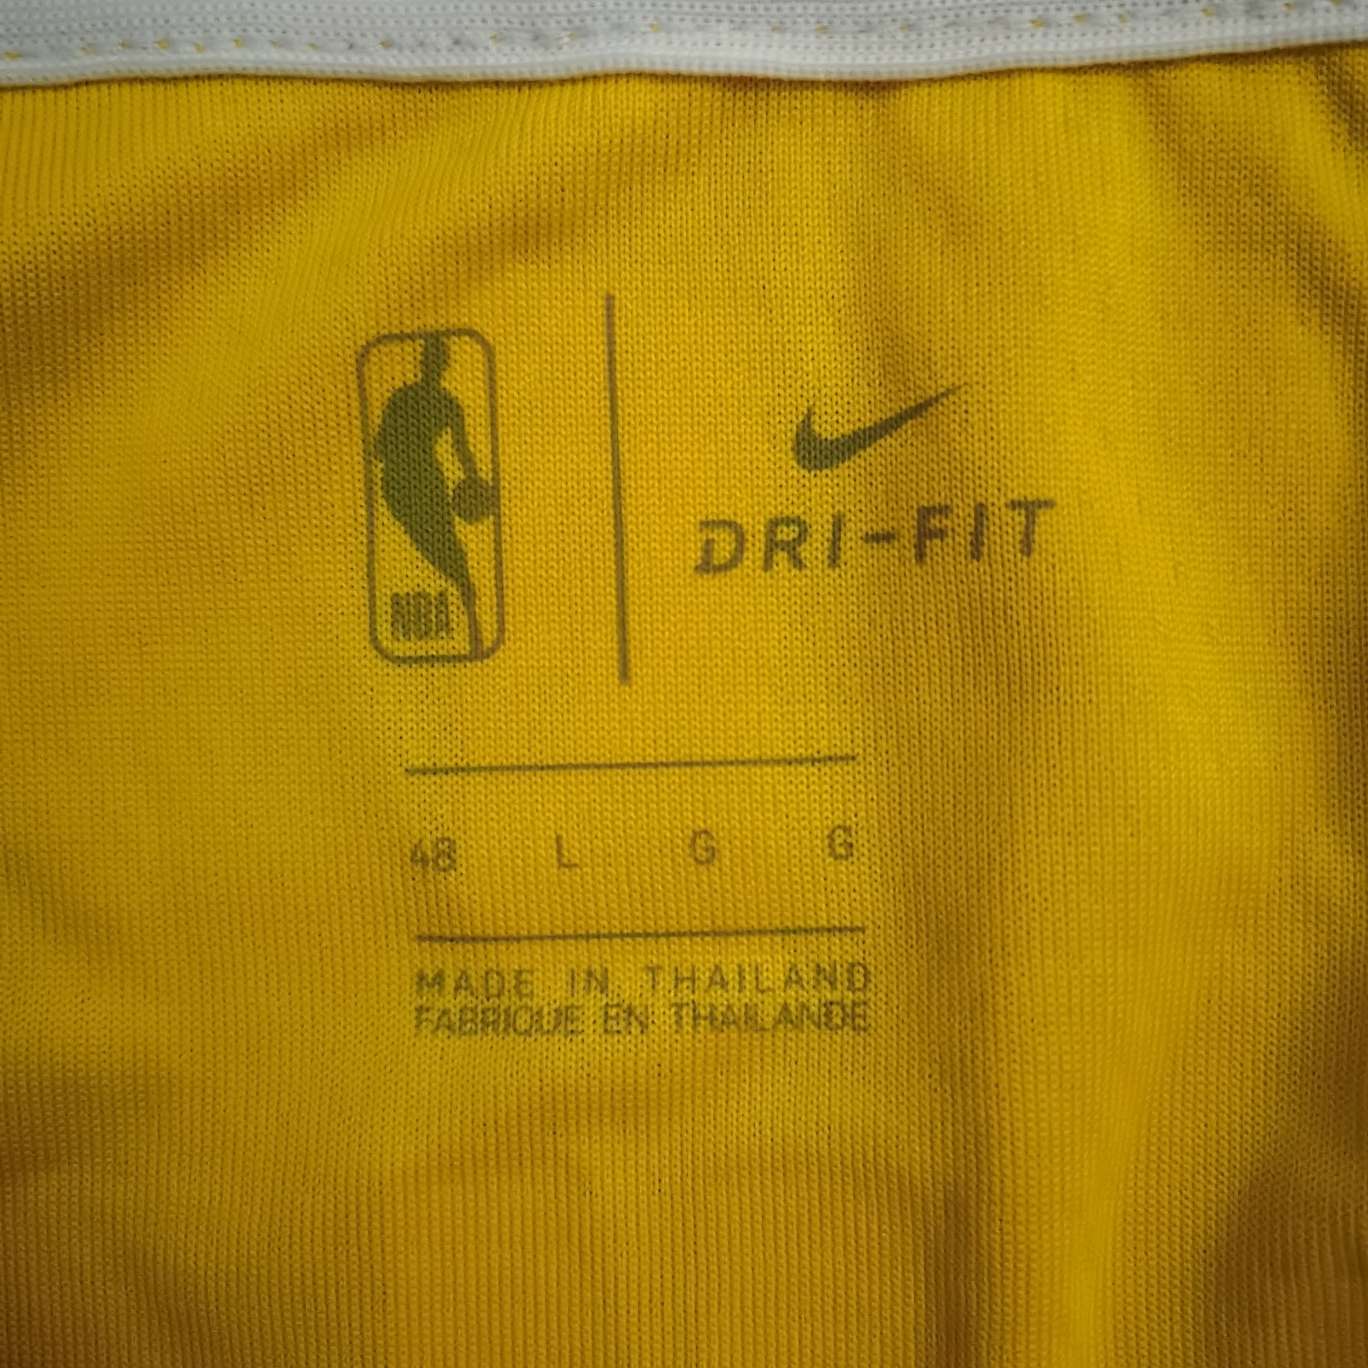 NBA
DRI-FIT
48 L G G
MADE IN THAILAND
FABRIQUE EN THAILANDE